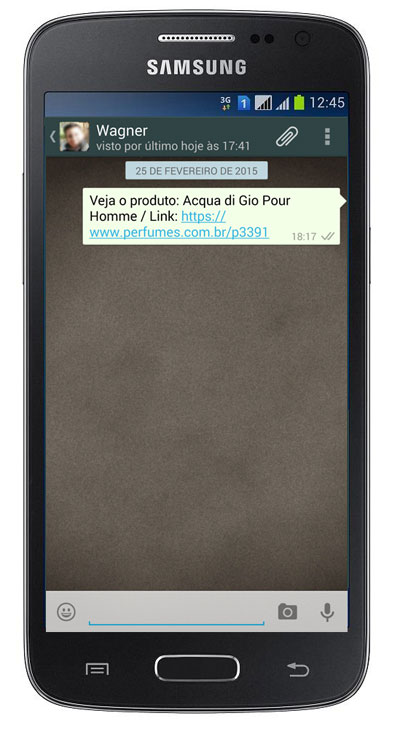 SAMSUNG
3G 1 12:45
Wagner
visto por último hoje às 17:41
25 DE FEVEREIRO DE 2015
Veja o produto: Acqua di Gio Pour
Homme / Link: https://
www.perfumes.com.br/p3391
18:17